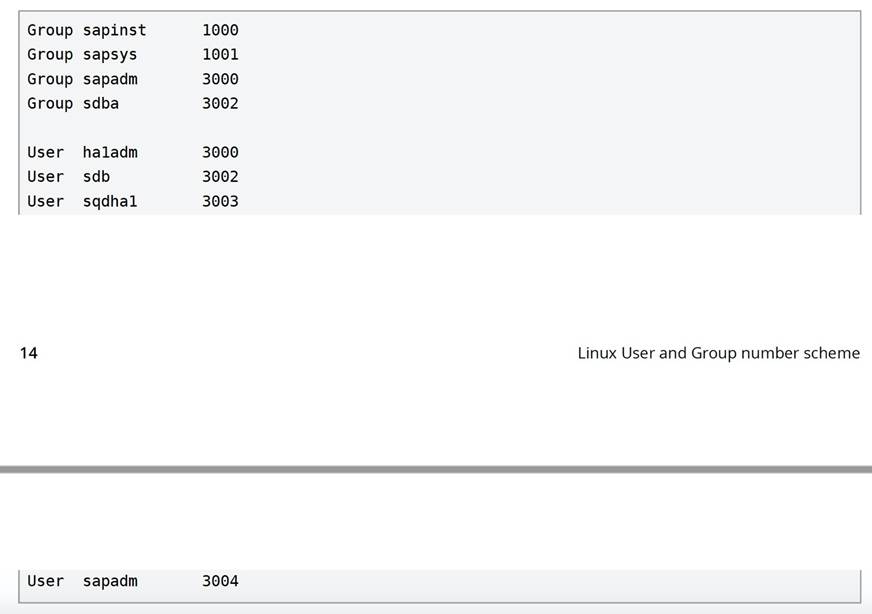 Group sapinst 1000
Group sapsys 1001
Group sapadm 3000
Group sdba 3002
User ha1adm 3000
User sdb 3002
User sqdha1 3003
14 Linux User and Group number scheme
User sapadm 3004